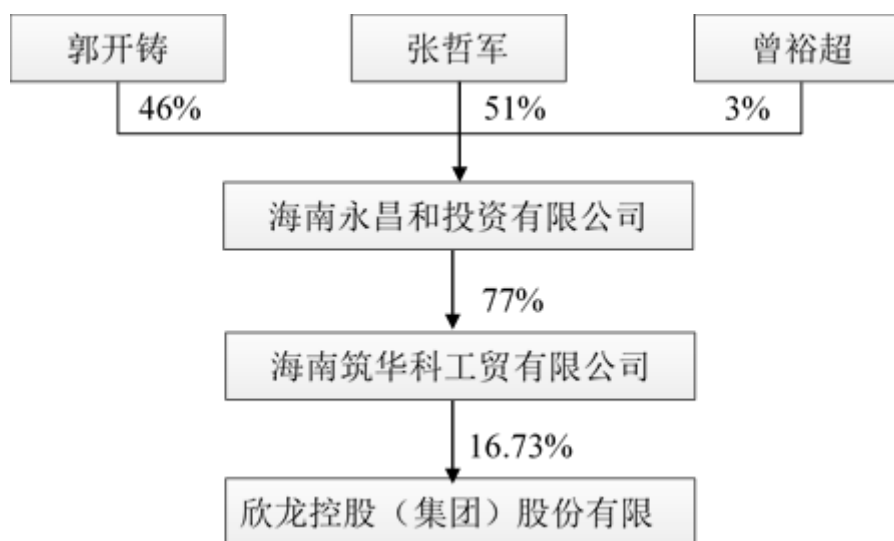 郭开铸
张哲军
曾裕超
46%
51%
3%
海南永昌和投资有限公司
77%
海南筑华科工贸有限公司
16.73%
欣龙控股（集团）股份有限